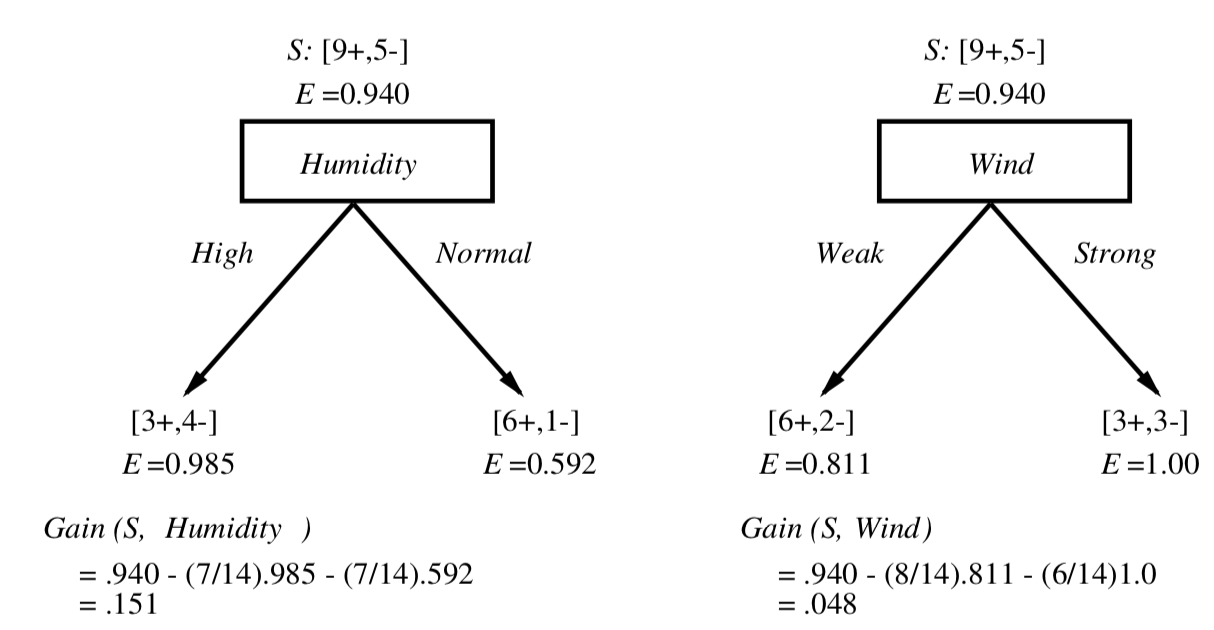 S: [9+,5-]
E =0.940
Humidity
High
Normal
[3+,4-]
E =0.985
[6+,1-]
E =0.592
Gain (S, Humidity )
= .940 - (7/14).985 - (7/14).592
= .151
S: [9+,5-]
E =0.940
Wind
Weak
Strong
[6+,2-]
E =0.811
[3+,3-]
E =1.00
Gain (S, Wind)
= .940 - (8/14).811 - (6/14)1.0
= .048